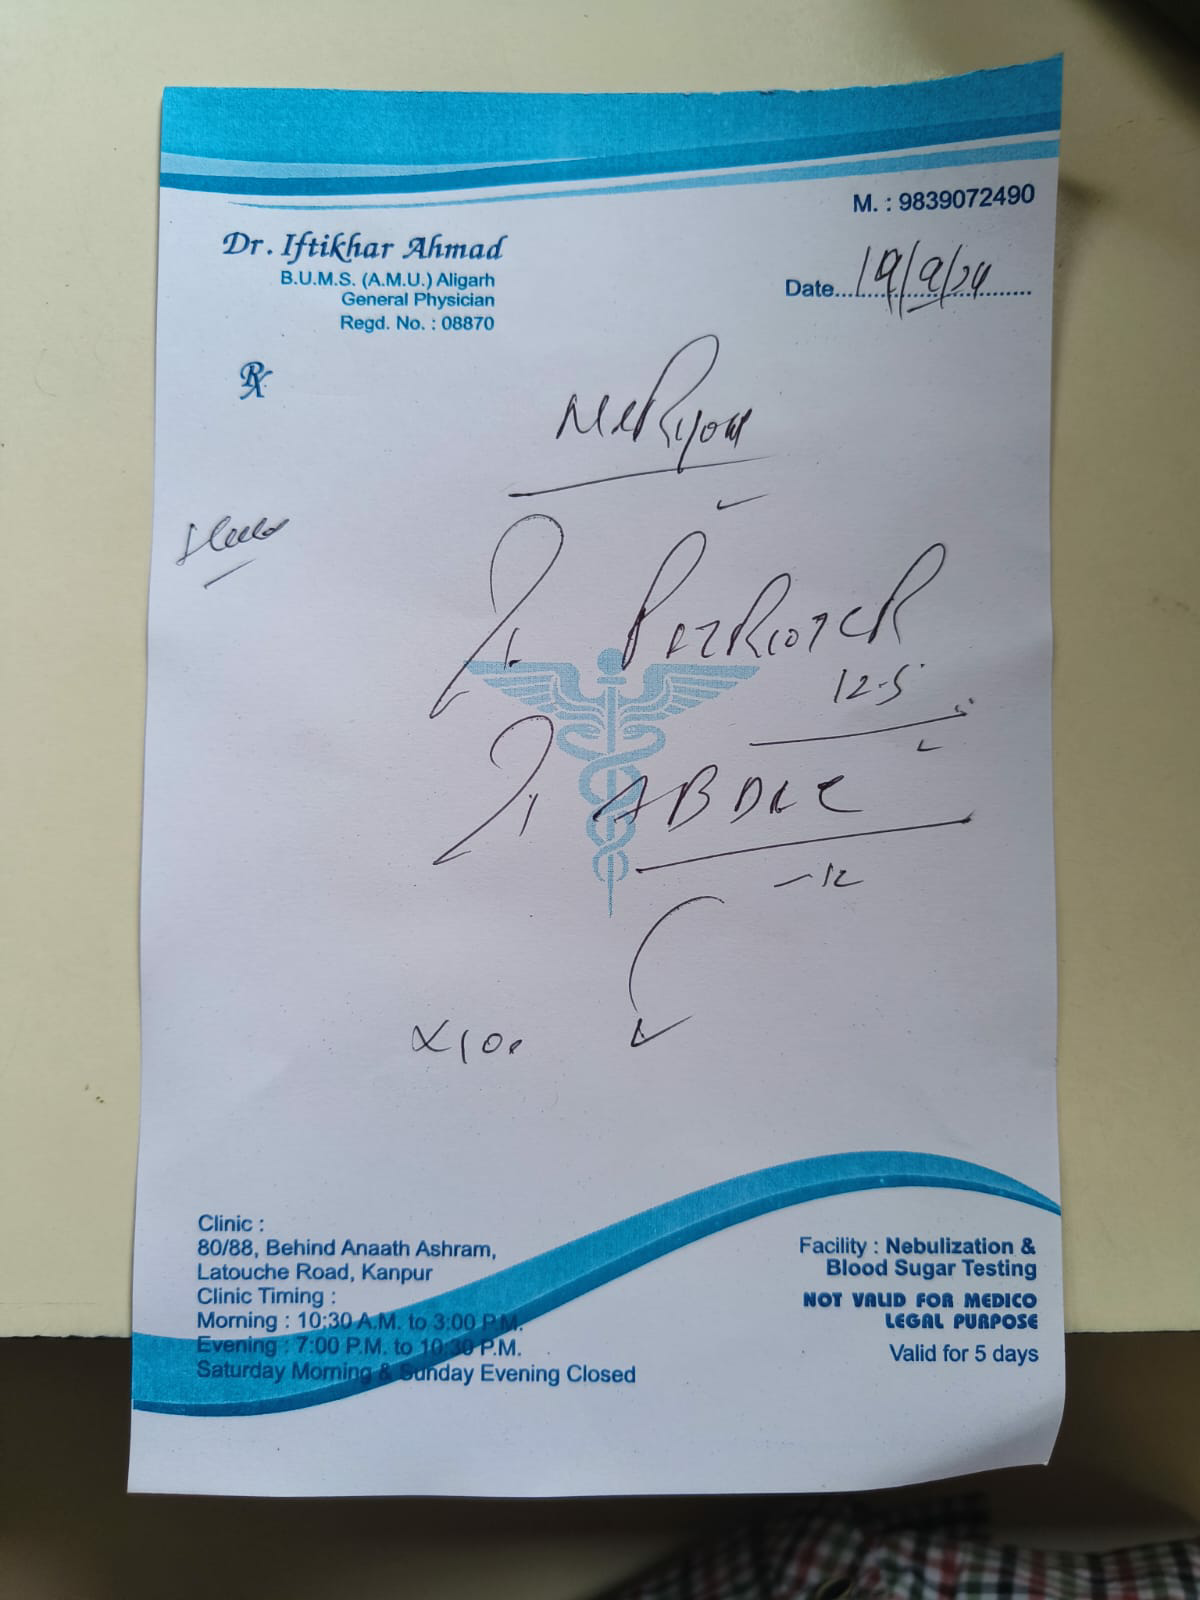 M. : 9839072490
Dr. Iftikhar Ahmad
B.U.M.S. (A.M.U.) Aligarh
General Physician
Regd. No. : 08870
Date....19/9/24....
Rx
12.5
-12
x10.
Clinic :
80/88, Behind Anaath Ashram,
Latouche Road, Kanpur
Clinic Timing :
Morning : 10:30 A.M. to 3:00 P.M.
Evening : 7:00 P.M. to 10:30 P.M.
Saturday Morning & Sunday Evening Closed
Facility : Nebulization &
Blood Sugar Testing
NOT VALID FOR MEDICO
LEGAL PURPOSE
Valid for 5 days